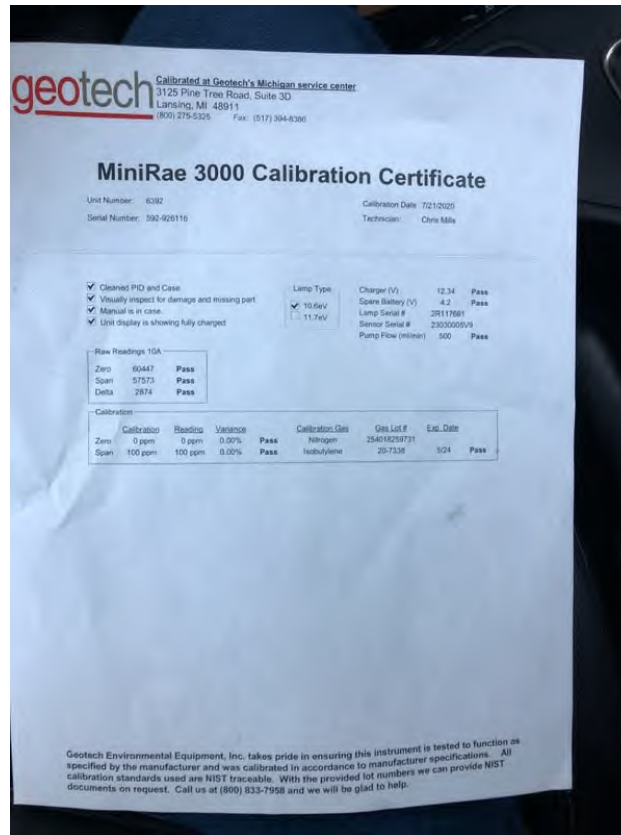 geotech
Calibrated at Geotech's Michigan service center
3125 Pine Tree Road, Suite 3D
Lansing, MI 48911
(800) 275-5325 Fax: (517) 394-8386
MiniRae 3000 Calibration Certificate
Unit Number: 6392
Calibration Date 7/21/2020
Serial Number: 592-926116
Technician: Chris Mills
Cleaned PID and Case
Visually inspect for damage and missing part
Manual is in case.
Unit display is showing fully charged
Lamp Type
10.6eV
11.7eV
Charger (V) 12.34 Pass
Spare Battery (V) 4.2 Pass
Lamp Serial # 2R117681
Sensor Serial # 23030005V9
Pump Flow (ml/min) 500 Pass
Raw Readings 10A
Zero 60447 Pass
Span 57573 Pass
Delta 2874 Pass
Calibration
Calibration Reading Variance Calibration Gas Gas Lot # Exp. Date
Zero 0 ppm 0 ppm 0.00% Pass Nitrogen 254018259731
Span 100 ppm 100 ppm 0.00% Pass Isobutylene 20-7338 5/24 Pass
Geotech Environmental Equipment, Inc. takes pride in ensuring this instrument is tested to function as
specified by the manufacturer and was calibrated in accordance to manufacturer specifications. All
calibration standards used are NIST traceable. With the provided lot numbers we can provide NIST
documents on request. Call us at (800) 833-7958 and we will be glad to help.